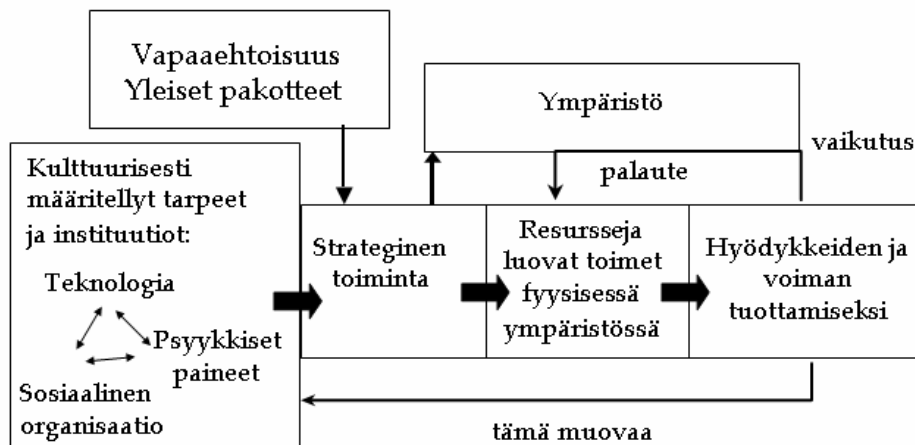 Vapaaehtoisuus
Yleiset pakotteet
Ympäristö
vaikutus
palaute
Kulttuurisesti
määritellyt tarpeet
ja instituutiot:
Teknologia
Psyykkiset
paineet
Sosiaalinen
organisaatio
Strateginen
toiminta
Resursseja
luovat toimet
fyysisessä
ympäristössä
Hyödykkeiden ja
voiman
tuottamiseksi
tämä muovaa